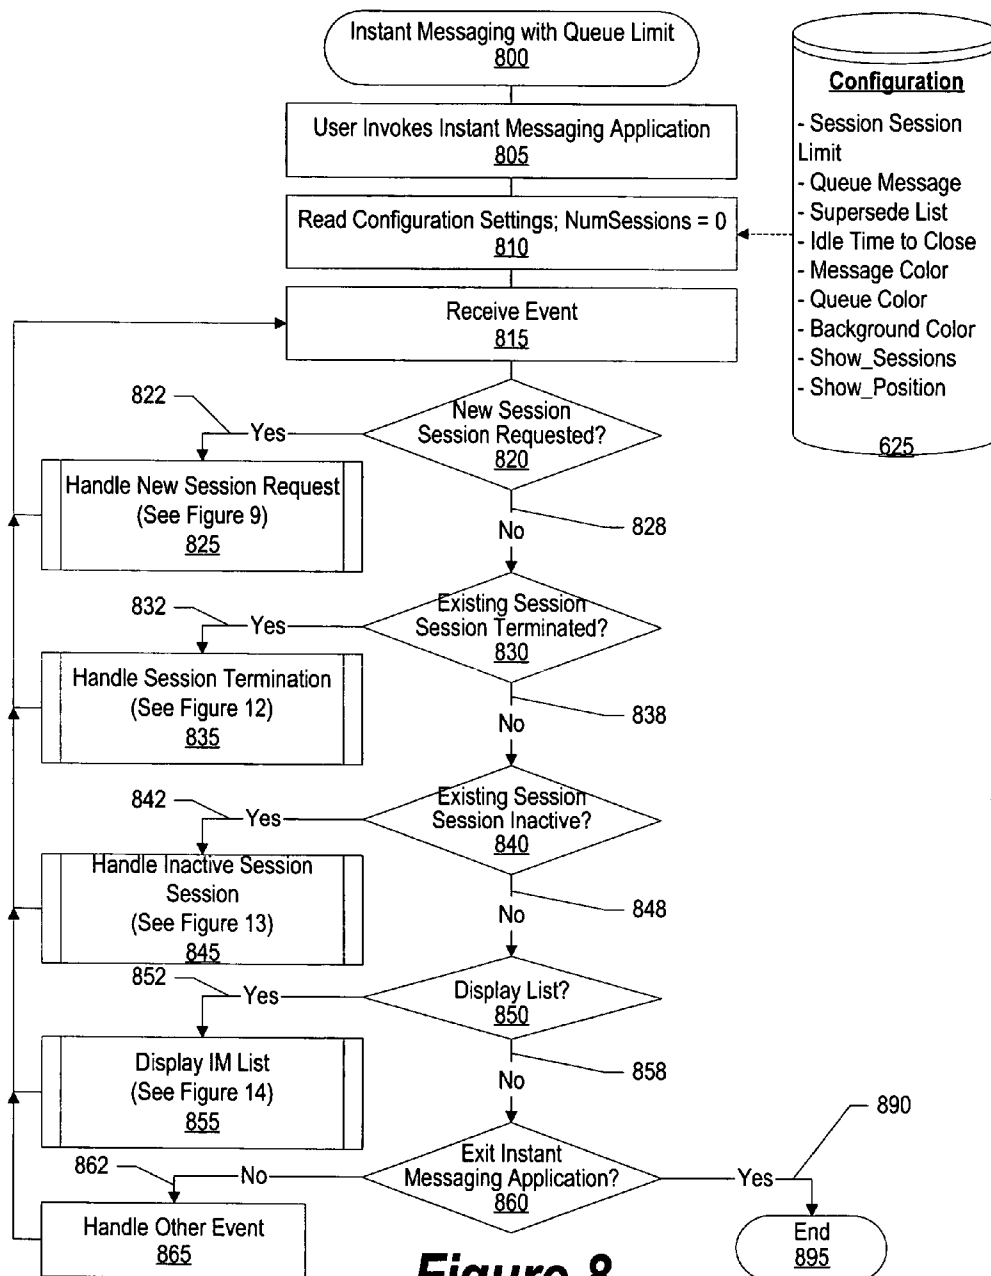 Instant Messaging with Queue Limit
800
User Invokes Instant Messaging Application
805
Read Configuration Settings; NumSessions = 0
810
Configuration
- Session Session
Limit
- Queue Message
- Supersede List
- Idle Time to Close
- Message Color
- Queue Color
- Background Color
- Show_Sessions
- Show_Position
625
Receive Event
815
822
Yes
New Session
Session Requested?
820
Handle New Session Request
(See Figure 9)
825
No
828
832
Yes
Existing Session
Session Terminated?
830
Handle Session Termination
(See Figure 12)
835
No
838
842
Yes
Existing Session
Session Inactive?
840
Handle Inactive Session
Session
(See Figure 13)
845
No
848
852
Yes
Display List?
850
Display IM List
(See Figure 14)
855
No
858
862
No
Exit Instant
Messaging Application?
860
Yes
890
Handle Other Event
865
End
895
Figure 8